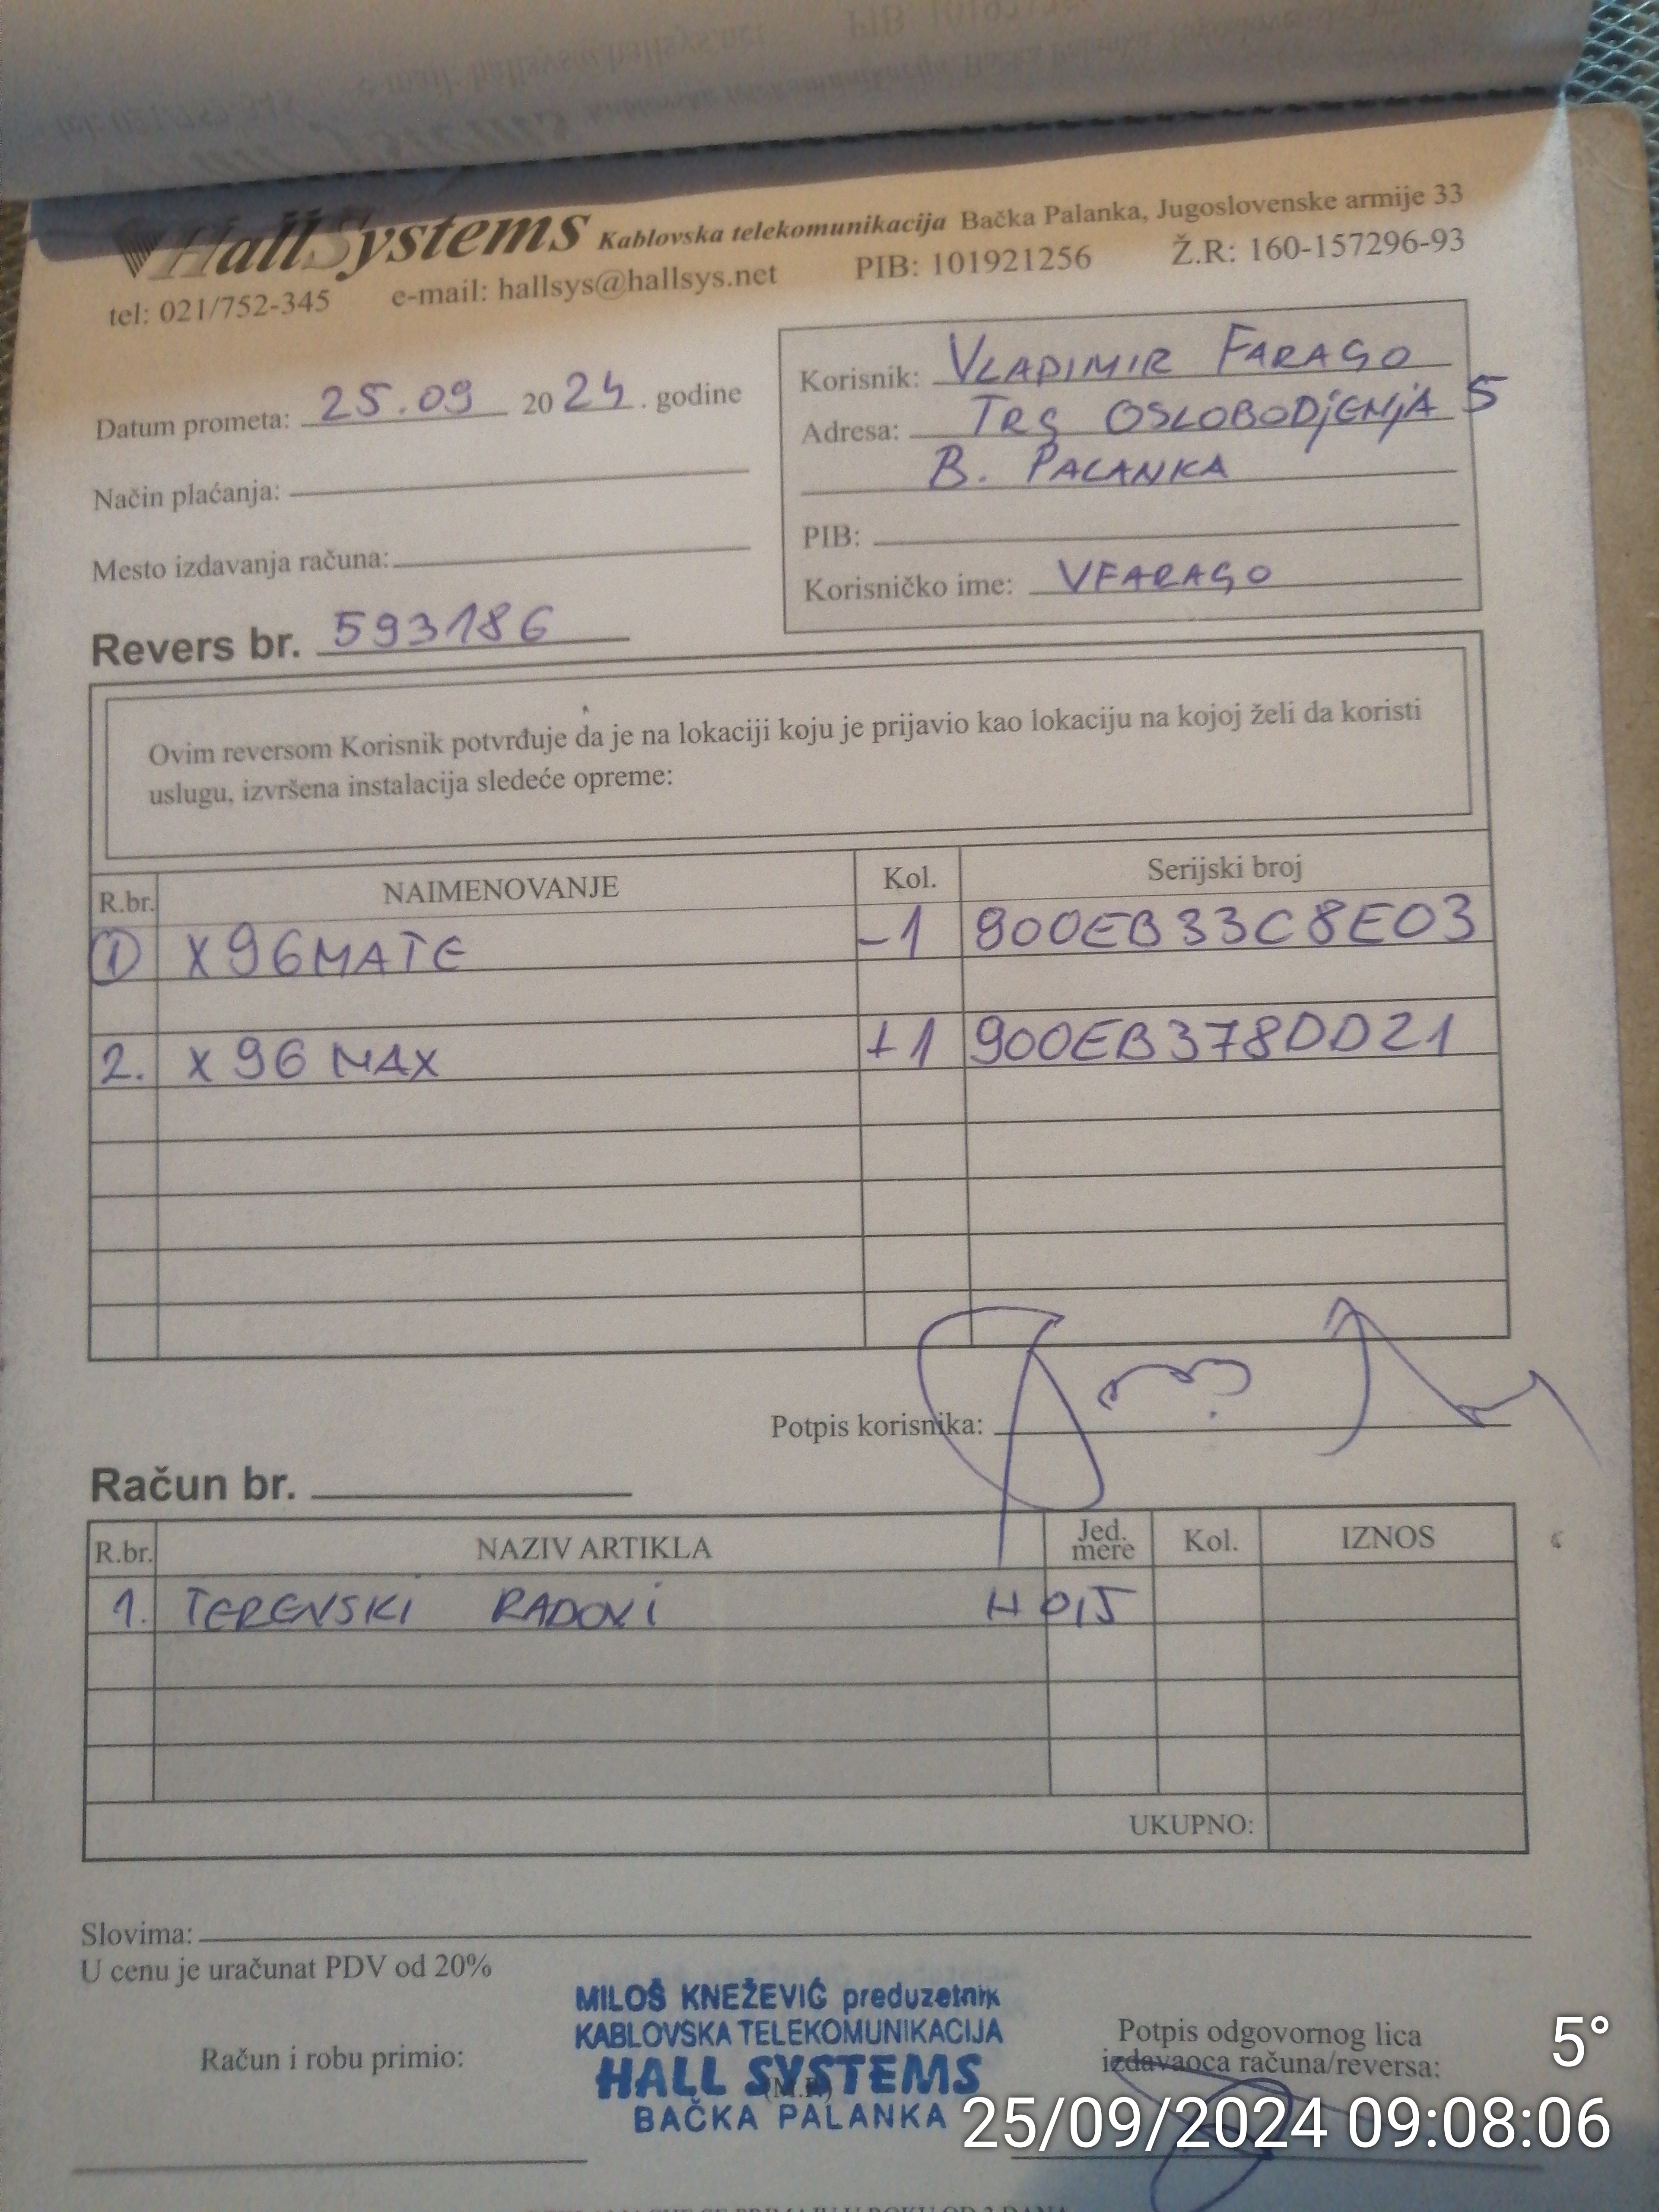 HallSystems Kablovska telekomunikacija Bačka Palanka, Jugoslovenske armije 33
tel: 021/752-345 e-mail: hallsys@hallsys.net PIB: 101921256 Ž.R: 160-157296-93
Korisnik: VLADIMIR FARAGO
Datum prometa: 25.09 2024. godine
Adresa: TRG OSLOBODjENjA 5
B. PALANKA
Način plaćanja:
PIB:
Mesto izdavanja računa:
Korisničko ime: VFARAGO
Revers br. 593186
Ovim reversom Korisnik potvrđuje da je na lokaciji koju je prijavio kao lokaciju na kojoj želi da koristi
uslugu, izvršena instalacija sledeće opreme:
R.br. NAIMENOVANJE Kol. Serijski broj
1 X96MATE -1 900EB33C8E03
2. X96 MAX +1 900EB378DD21
Potpis korisnika:
Račun br.
R.br. NAZIV ARTIKLA Jed. mere Kol. IZNOS
1. TERENSKI RADOVI H 0,5
UKUPNO:
Slovima:
U cenu je uračunat PDV od 20%
MILOŠ KNEŽEVIĆ preduzetnik
KABLOVSKA TELEKOMUNIKACIJA
HALL SYSTEMS
(M.P.)
BAČKA PALANKA
Račun i robu primio:
Potpis odgovornog lica
izdavaoca računa/reversa:
5°
25/09/2024 09:08:06